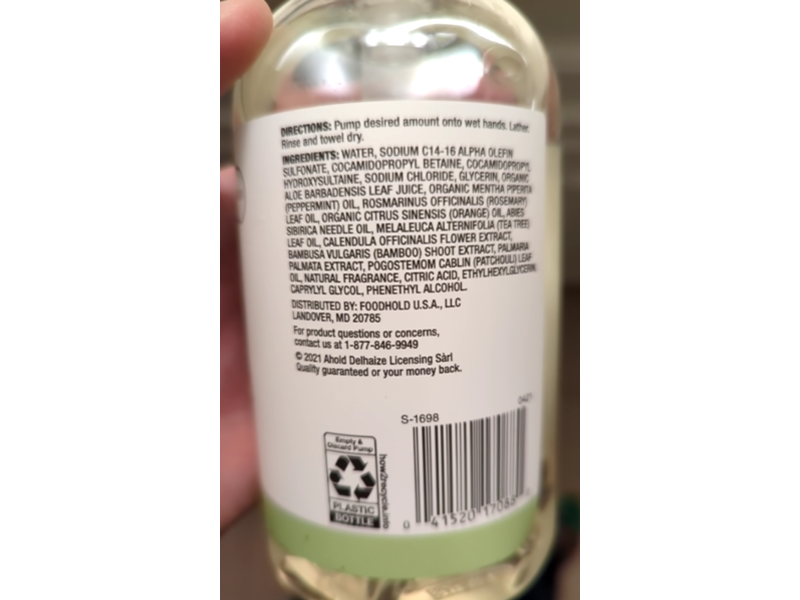 DIRECTIONS: Pump desired amount onto wet hands. Lather.
Rinse and towel dry.
INGREDIENTS: WATER, SODIUM C14-16 ALPHA OLEFIN
SULFONATE, COCAMIDOPROPYL BETAINE, COCAMIDOPROPYL
HYDROXYSULTAINE, SODIUM CHLORIDE, GLYCERIN, ORGANIC
ALOE BARBADENSIS LEAF JUICE, ORGANIC MENTHA PIPERITA
(PEPPERMINT) OIL, ROSMARINUS OFFICINALIS (ROSEMARY)
LEAF OIL, ORGANIC CITRUS SINENSIS (ORANGE) OIL, ABIES
SIBIRICA NEEDLE OIL, MELALEUCA ALTERNIFOLIA (TEA TREE)
LEAF OIL, CALENDULA OFFICINALIS FLOWER EXTRACT,
BAMBUSA VULGARIS (BAMBOO) SHOOT EXTRACT, PALMARIA
PALMATA EXTRACT, POGOSTEMOM CABLIN (PATCHOULI) LEAF
OIL, NATURAL FRAGRANCE, CITRIC ACID, ETHYLHEXYLGLYCERIN,
CAPRYLYL GLYCOL, PHENETHYL ALCOHOL.
DISTRIBUTED BY: FOODHOLD U.S.A., LLC
LANDOVER, MD 20785
For product questions or concerns,
contact us at 1-877-846-9949
© 2021 Ahold Delhaize Licensing Sàrl
Quality guaranteed or your money back.
S-1698
0421
Empty &
Discard Pump
PLASTIC
BOTTLE
how2recycle.info
0 41520 17088